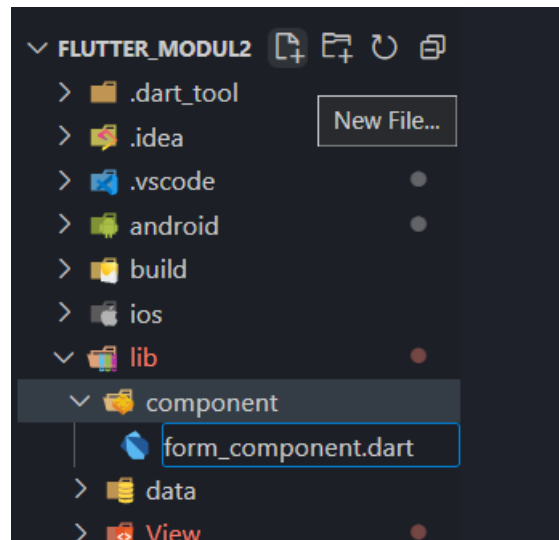 FLUTTER_MODUL2
.dart_tool
New File...
.idea
.vscode
android
build
ios
lib
component
form_component.dart
data
View